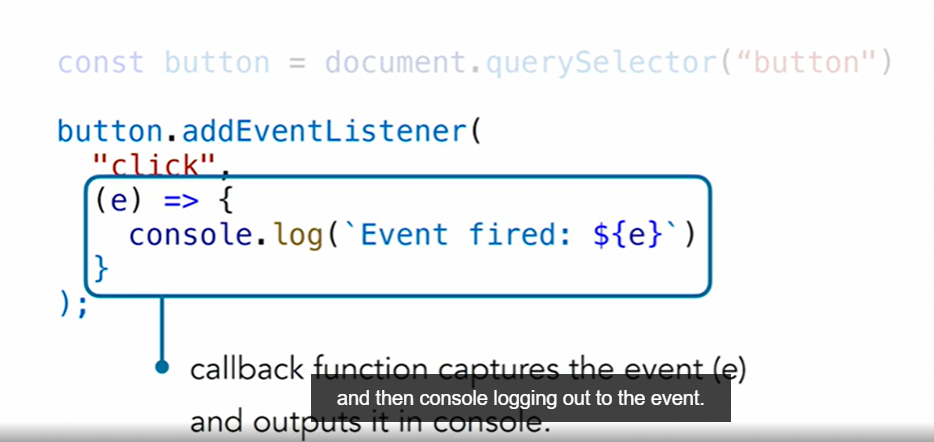 const button = document.querySelector(“button")
button.addEventListener(
"click",
(e) => {
console.log(`Event fired: ${e}`)
}
);
callback function captures the event (e)
and then console logging out to the event.
and outputs it in console.